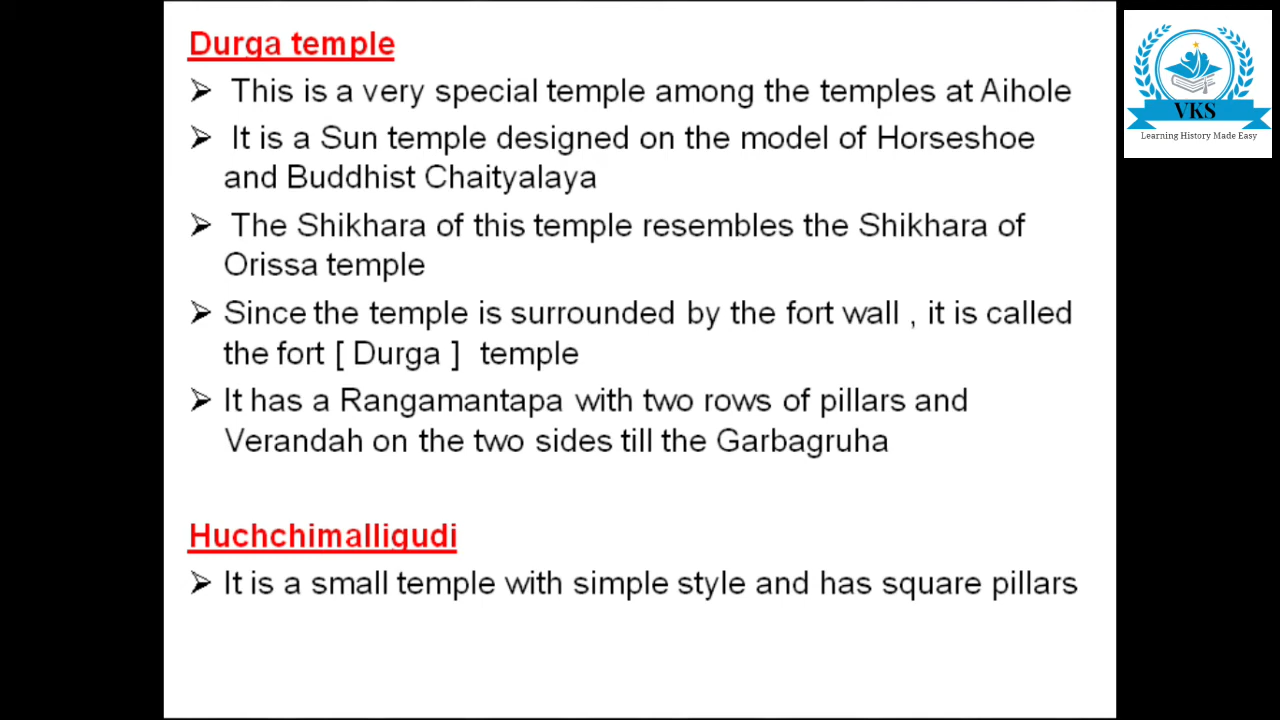 Durga temple
➢ This is a very special temple among the temples at Aihole
➢ It is a Sun temple designed on the model of Horseshoe
and Buddhist Chaityalaya
➢ The Shikhara of this temple resembles the Shikhara of
Orissa temple
➢ Since the temple is surrounded by the fort wall , it is called
the fort [ Durga ] temple
➢ It has a Rangamantapa with two rows of pillars and
Verandah on the two sides till the Garbagruha
Huchchimalligudi
➢ It is a small temple with simple style and has square pillars
VKS
Learning History Made Easy